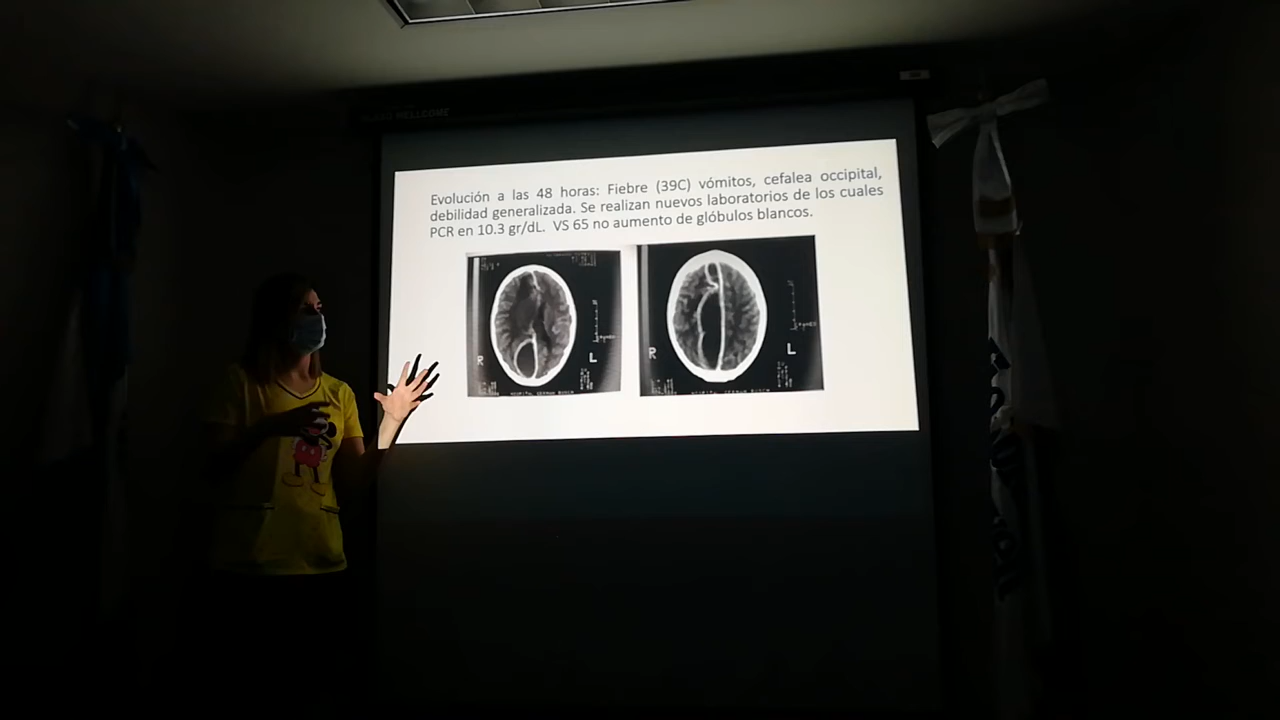 Evolución a las 48 horas: Fiebre (39C) vómitos, cefalea occipital,
debilidad generalizada. Se realizan nuevos laboratorios de los cuales
PCR en 10.3 gr/dL. VS 65 no aumento de glóbulos blancos.
R
L
R
L